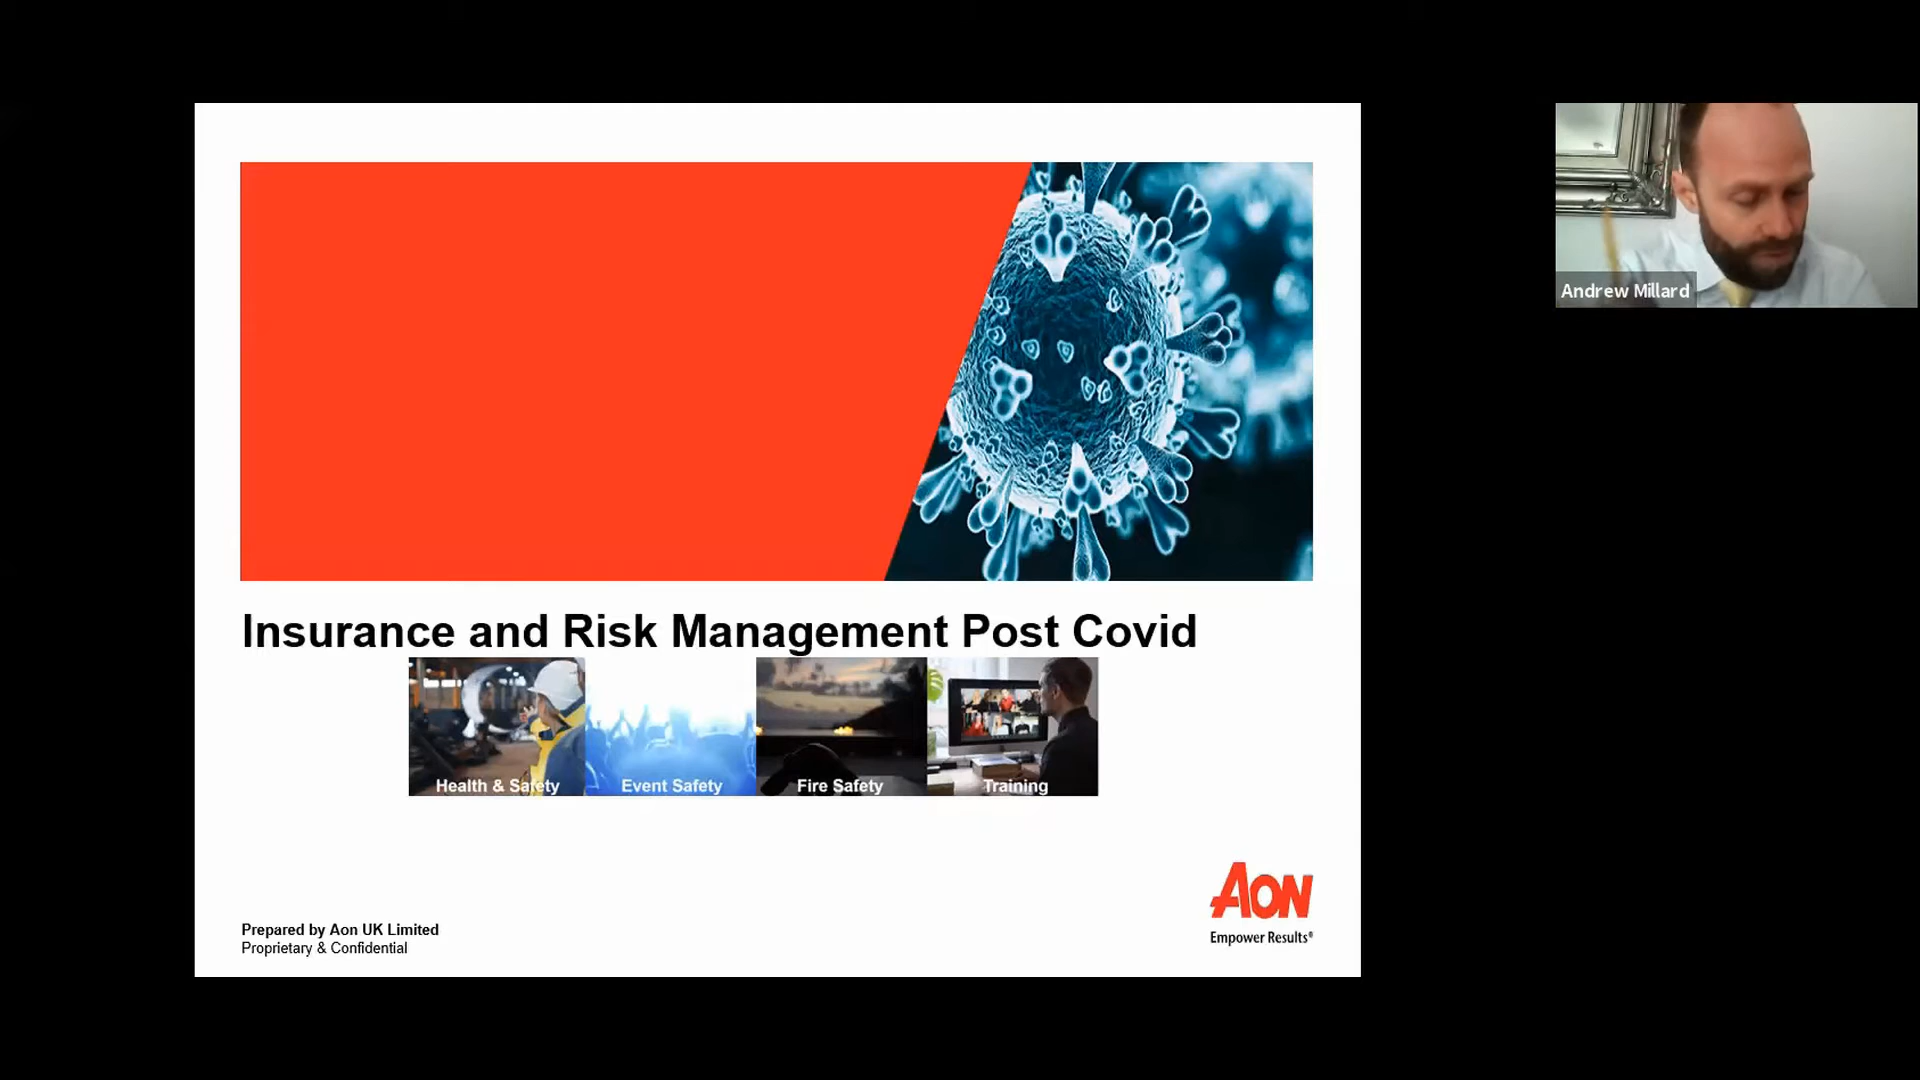 Insurance and Risk Management Post Covid
Health & Safety
Event Safety
Fire Safety
Training
Prepared by Aon UK Limited
Proprietary & Confidential
AON
Empower Results®
Andrew Millard